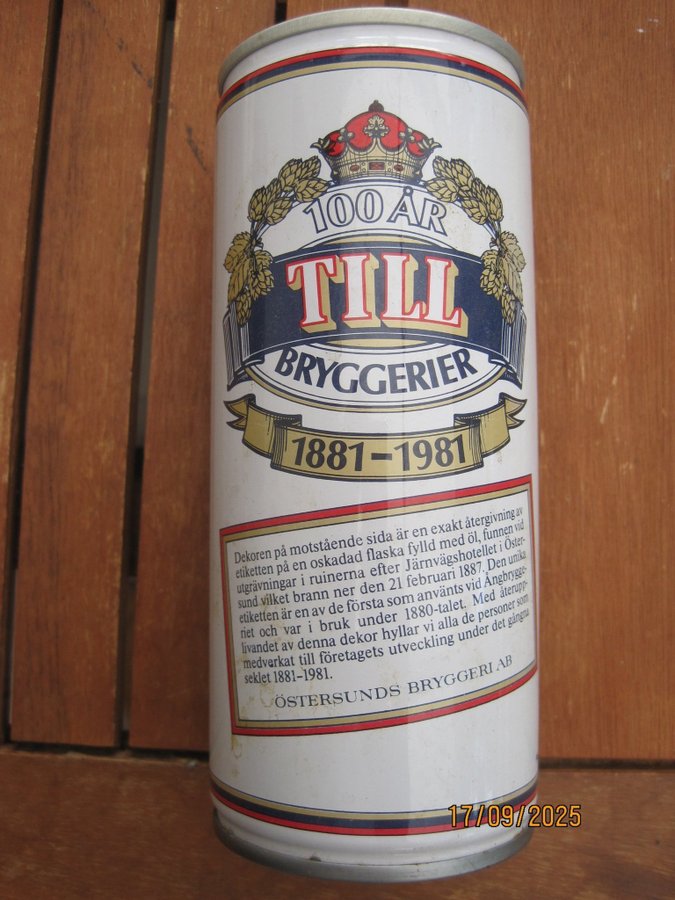 100 ÅR
TILL
BRYGGERIER
1881–1981
Dekoren på motstående sida är en exakt återgivning av
etiketten på en oskadad flaska fylld med öl, funnen vid
utgrävningar i ruinerna efter Järnvägshotellet i Öster-
sund vilket brann ner den 21 februari 1887. Den unika
etiketten är en av de första som använts vid Ångbrygge-
riet och var i bruk under 1880-talet. Med återupp-
livandet av denna dekor hyllar vi alla de personer som
medverkat till företagets utveckling under det gångna
seklet 1881–1981.
ÖSTERSUNDS BRYGGERI AB
17/09/2025